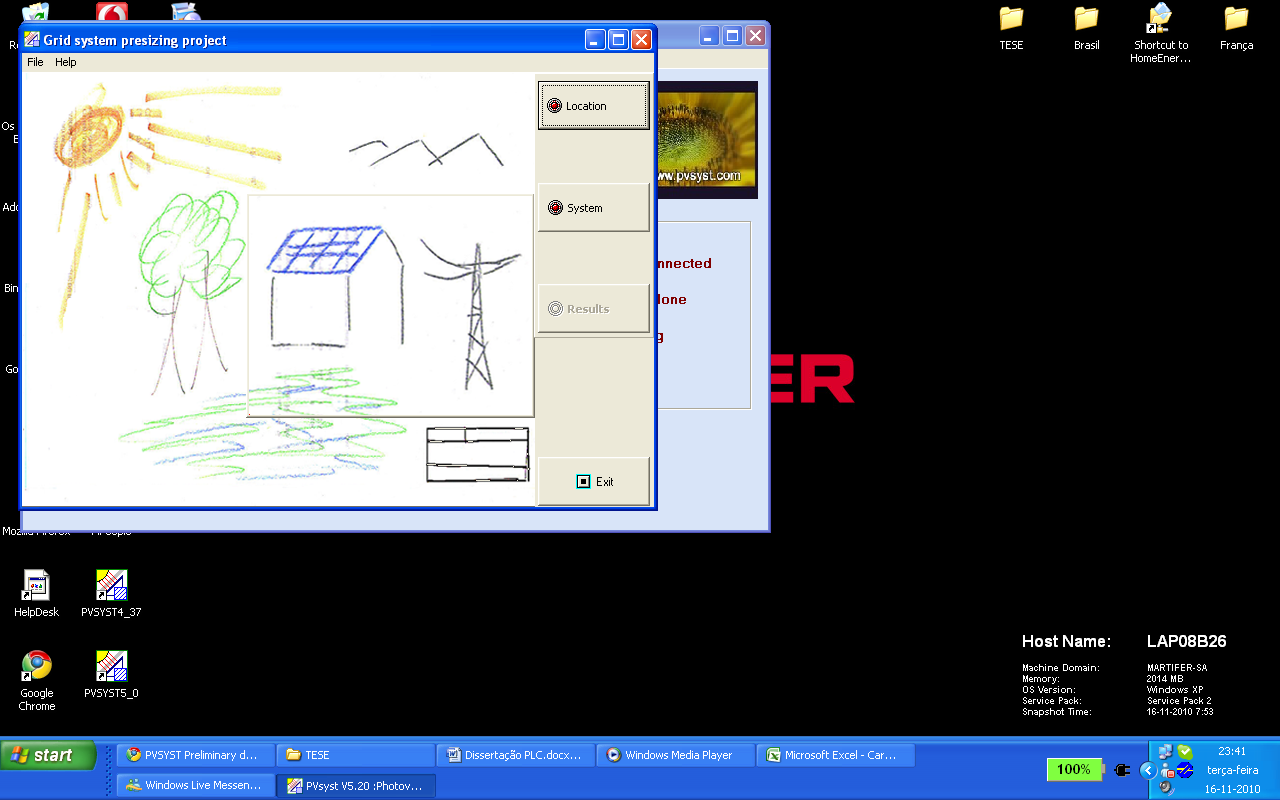 Grid system presizing project
File Help
Location
System
Results
Exit
w.pvsyst.com
nnected
lone
g
ER
TESE
Brasil
Shortcut to
HomeEner...
França
Os
Bin
Go
HelpDesk
PVSYST4_37
Google
Chrome
PVSYST5_0
Host Name: LAP08B26
Machine Domain: MARTIFER-SA
Memory: 2014 MB
OS Version: Windows XP
Service Pack: Service Pack 2
Snapshot Time: 16-11-2010 7:53
start
PVSYST Preliminary d...
TESE
Dissertação PLC.docx...
Windows Media Player
Microsoft Excel - Car...
Windows Live Messen...
PVsyst V5.20 :Photov...
100%
23:41
terça-feira
16-11-2010